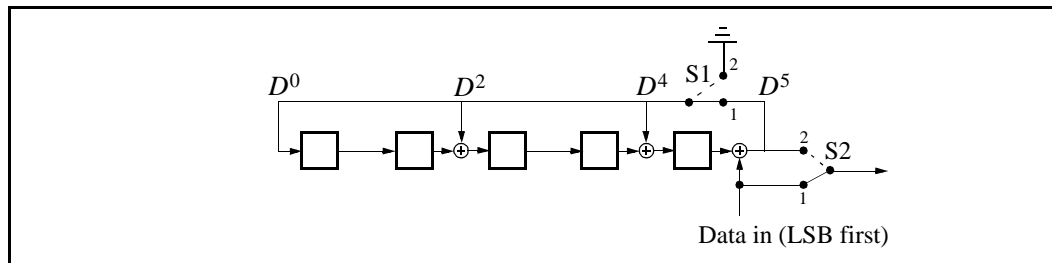 2
S1
D0 D2 D4 D5
1
2
S2
1
Data in (LSB first)